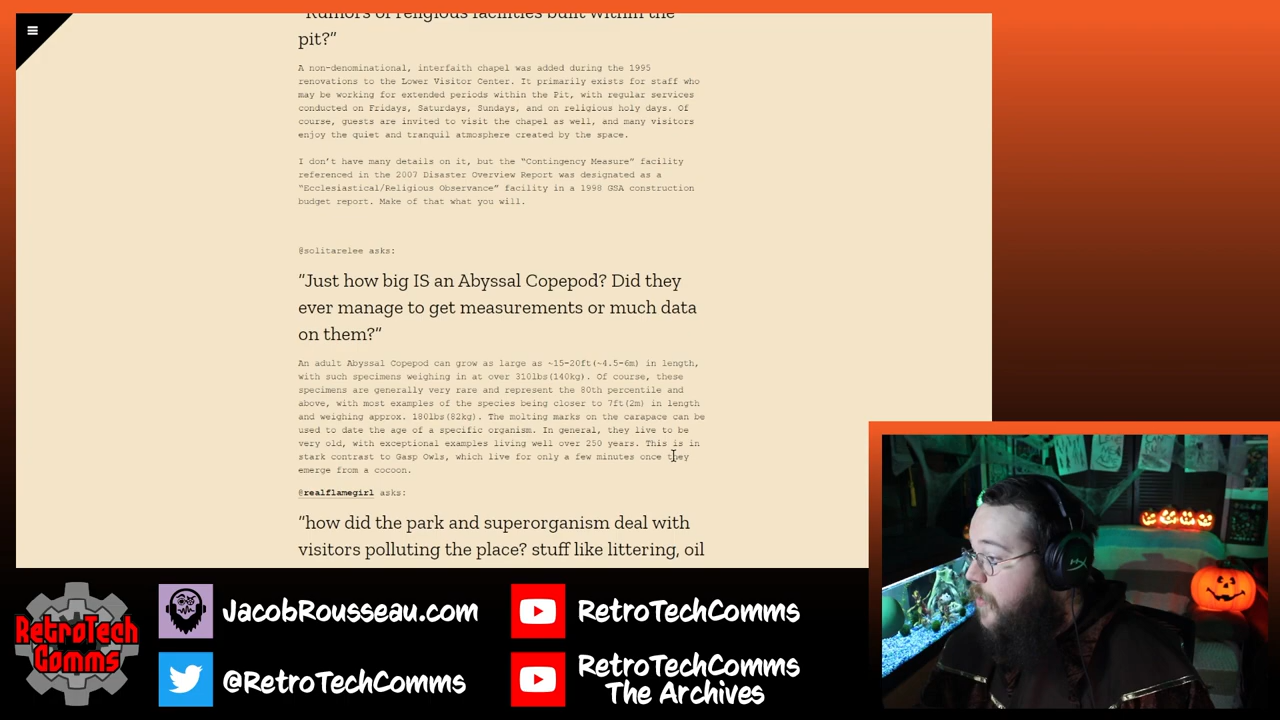 "Rumors of religious facilities built within the
pit?"
A non-denominational, interfaith chapel was added during the 1995
renovations to the Lower Visitor Center. It primarily exists for staff who
may be working for extended periods within the Pit, with regular services
conducted on Fridays, Saturdays, Sundays, and on religious holy days. Of
course, guests are invited to visit the chapel as well, and many visitors
enjoy the quiet and tranquil atmosphere created by the space.
I don't have many details on it, but the "Contingency Measure" facility
referenced in the 2007 Disaster Overview Report was designated as a
"Ecclesiastical/Religious Observance" facility in a 1998 GSA construction
budget report. Make of that what you will.
@solitarelee asks:
"Just how big IS an Abyssal Copepod? Did they
ever manage to get measurements or much data
on them?"
An adult Abyssal Copepod can grow as large as ~15-20ft(~4.5-6m) in length,
with such specimens weighing in at over 310lbs(140kg). Of course, these
specimens are generally very rare and represent the 80th percentile and
above, with most examples of the species being closer to 7ft(2m) in length
and weighing approx. 180lbs(82kg). The molting marks on the carapace can be
used to date the age of a specific organism. In general, they live to be
very old, with exceptional examples living well over 250 years. This is in
stark contrast to Gasp Owls, which live for only a few minutes once they
emerge from a cocoon.
@realflamegirl asks:
"how did the park and superorganism deal with
visitors polluting the place? stuff like littering, oil
RetroTech
Comms
JacobRousseau.com
@RetroTechComms
RetroTechComms
RetroTechComms
The Archives